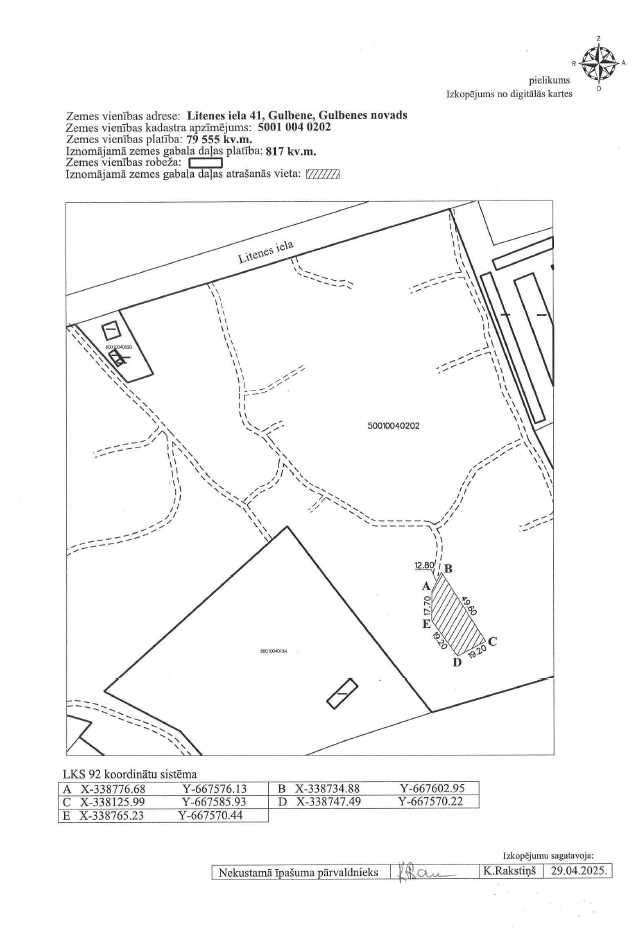 Z
R A
D
pielikums
Izkopējums no digitālās kartes
Zemes vienības adrese: Litenes iela 41, Gulbene, Gulbenes novads
Zemes vienības kadastra apzīmējums: 5001 004 0202
Zemes vienības platība: 79 555 kv.m.
Iznomājamā zemes gabala daļas platība: 817 kv.m.
Zemes vienības robeža:
Iznomājamā zemes gabala daļas atrašanās vieta:
Litenes iela
50010040202
12.80 B
A
17.70 49.60
E
19.20 19.20 C
D
50010040134
LKS 92 koordinātu sistēma
A X-338776.68 Y-667576.13 B X-338734.88 Y-667602.95
C X-338125.99 Y-667585.93 D X-338747.49 Y-667570.22
E X-338765.23 Y-667570.44
Izkopējumu sagatavoja:
Nekustamā īpašuma pārvaldnieks K.Rakstiņš 29.04.2025.